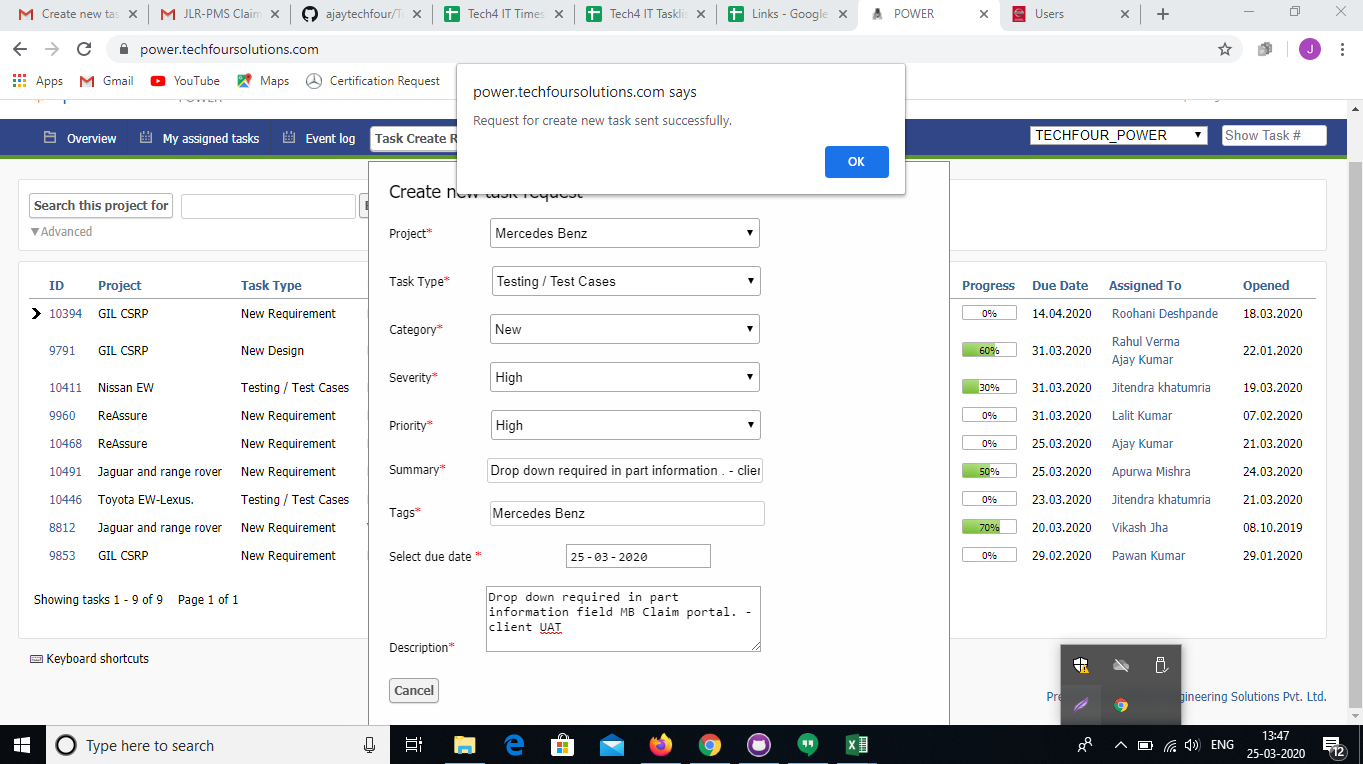 Create new tas
JLR-PMS Claim
ajaytechfour/T
Tech4 IT Times
Tech4 IT Tasklis
Links - Google
POWER
Users
power.techfoursolutions.com
J
Apps
Gmail
YouTube
Maps
Certification Request
power.techfoursolutions.com says
Request for create new task sent successfully.
OK
Overview
My assigned tasks
Event log
Task Create R
TECHFOUR_POWER
Show Task #
Create new task request
Search this project for
Advanced
Project*
Mercedes Benz
Task Type*
Testing / Test Cases
Category*
New
Severity*
High
Priority*
High
Summary*
Drop down required in part information . - clier
Tags*
Mercedes Benz
Select due date *
25-03-2020
Description*
Drop down required in part
information field MB Claim portal. -
client UAT
Cancel
ID Project Task Type Progress Due Date Assigned To Opened
10394 GIL CSRP New Requirement 0% 14.04.2020 Roohani Deshpande 18.03.2020
9791 GIL CSRP New Design 60% 31.03.2020 Rahul Verma Ajay Kumar 22.01.2020
10411 Nissan EW Testing / Test Cases 30% 31.03.2020 Jitendra khatumria 19.03.2020
9960 ReAssure New Requirement 0% 31.03.2020 Lalit Kumar 07.02.2020
10468 ReAssure New Requirement 0% 25.03.2020 Ajay Kumar 21.03.2020
10491 Jaguar and range rover New Requirement 50% 25.03.2020 Apurwa Mishra 24.03.2020
10446 Toyota EW-Lexus. Testing / Test Cases 0% 23.03.2020 Jitendra khatumria 21.03.2020
8812 Jaguar and range rover New Requirement 70% 20.03.2020 Vikash Jha 08.10.2019
9853 GIL CSRP New Requirement 0% 29.02.2020 Pawan Kumar 29.01.2020
Showing tasks 1 - 9 of 9 Page 1 of 1
Keyboard shortcuts
gineering Solutions Pvt. Ltd.
Type here to search
ENG
13:47
25-03-2020
12